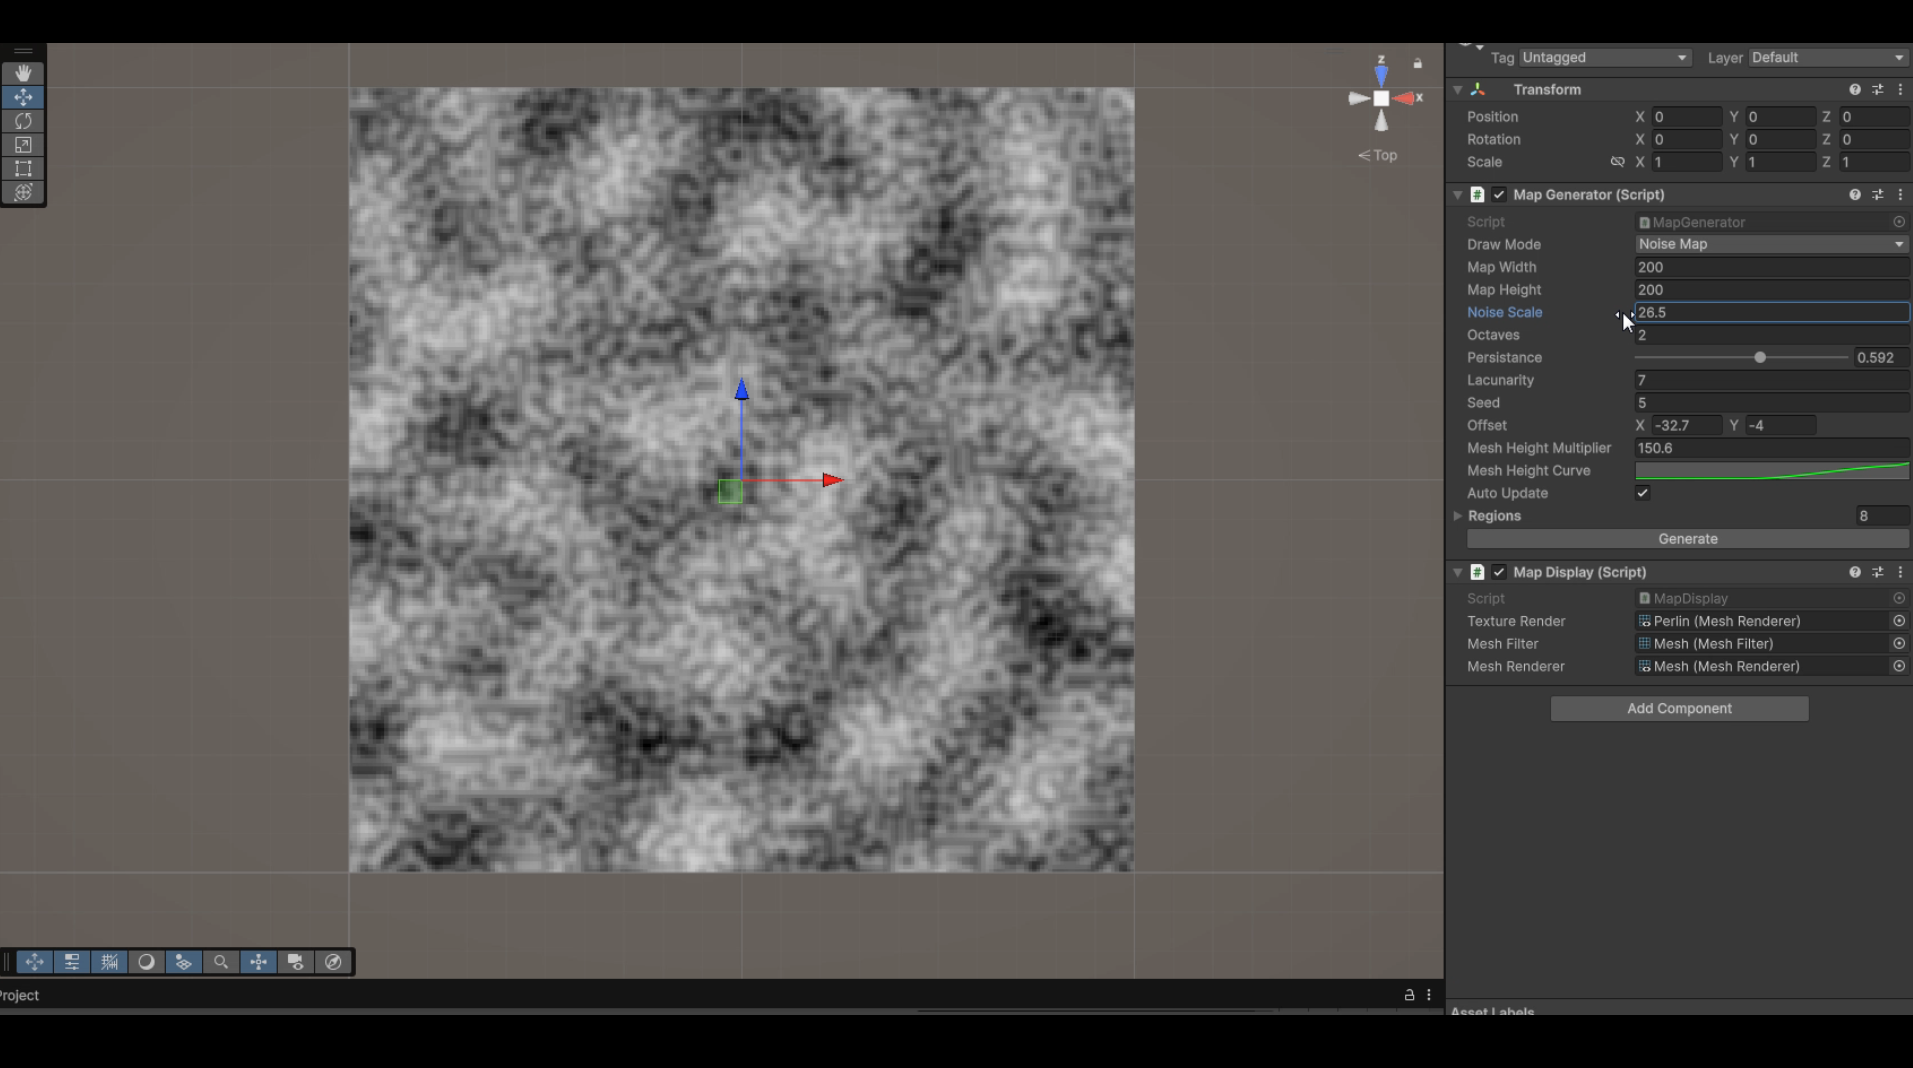 Tag Untagged Layer Default
z
x
Top
Transform
Position X 0 Y 0 Z 0
Rotation X 0 Y 0 Z 0
Scale X 1 Y 1 Z 1
Map Generator (Script)
Script MapGenerator
Draw Mode Noise Map
Map Width 200
Map Height 200
Noise Scale 26.5
Octaves 2
Persistance 0.592
Lacunarity 7
Seed 5
Offset X -32.7 Y -4
Mesh Height Multiplier 150.6
Mesh Height Curve
Auto Update
Regions 8
Generate
Map Display (Script)
Script MapDisplay
Texture Render Perlin (Mesh Renderer)
Mesh Filter Mesh (Mesh Filter)
Mesh Renderer Mesh (Mesh Renderer)
Add Component
Project
Asset Labels